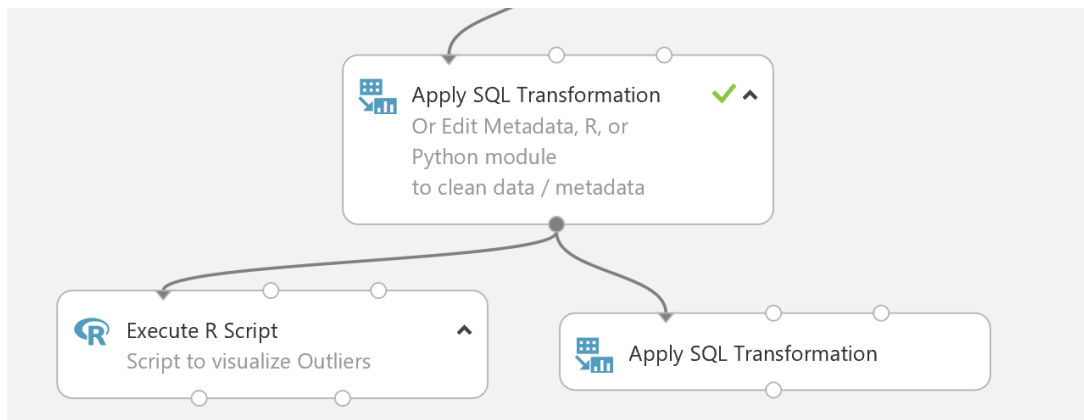 Apply SQL Transformation
Or Edit Metadata, R, or
Python module
to clean data / metadata
Execute R Script
Script to visualize Outliers
Apply SQL Transformation